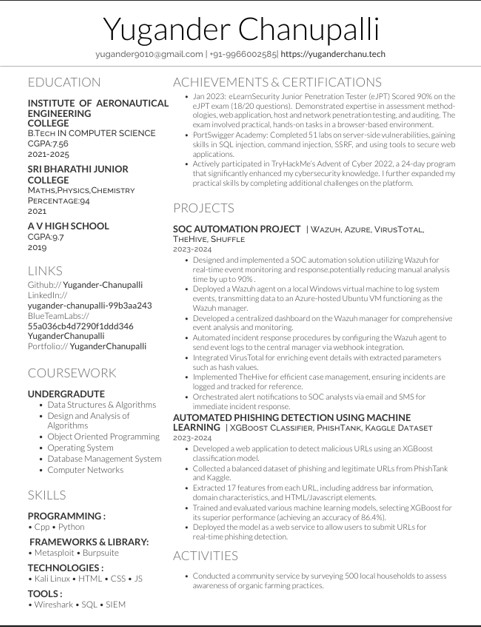 Yugander Chanupalli
yugander9010@gmail.com | +91-9966002585| https://yuganderchanu.tech
EDUCATION
INSTITUTE OF AERONAUTICAL
ENGINEERING
COLLEGE
B.Tech IN COMPUTER SCIENCE
CGPA:7.56
2021-2025
SRI BHARATHI JUNIOR
COLLEGE
Maths,Physics,Chemistry
Percentage:94
2021
A V HIGH SCHOOL
CGPA:9.7
2019
LINKS
Github:// Yugander-Chanupalli
LinkedIn://
yugander-chanupalli-99b3aa243
BlueTeamLabs://
55a036cb4d7290f1ddd346
YuganderChanupalli
Portfolio:// YuganderChanupalli
COURSEWORK
UNDERGRADUTE
• Data Structures & Algorithms
• Design and Analysis of
Algorithms
• Object Oriented Programming
• Operating System
• Database Management System
• Computer Networks
SKILLS
PROGRAMMING :
• Cpp • Python
FRAMEWORKS & LIBRARY:
• Metasploit • Burpsuite
TECHNOLOGIES :
• Kali Linux • HTML • CSS • JS
TOOLS :
• Wireshark • SQL • SIEM
ACHIEVEMENTS & CERTIFICATIONS
• Jan 2023: eLearnSecurity Junior Penetration Tester (eJPT) Scored 90% on the
eJPT exam (18/20 questions). Demonstrated expertise in assessment method-
ologies, web application, host and network penetration testing, and auditing. The
exam involved practical, hands-on tasks in a browser-based environment.
• PortSwigger Academy: Completed 51 labs on server-side vulnerabilities, gaining
skills in SQL injection, command injection, SSRF, and using tools to secure web
applications.
• Actively participated in TryHackMe's Advent of Cyber 2022, a 24-day program
that significantly enhanced my cybersecurity knowledge. I further expanded my
practical skills by completing additional challenges on the platform.
PROJECTS
SOC AUTOMATION PROJECT | Wazuh, Azure, VirusTotal,
TheHive, Shuffle
2023-2024
• Designed and implemented a SOC automation solution utilizing Wazuh for
real-time event monitoring and response,potentially reducing manual analysis
time by up to 90%.
• Deployed a Wazuh agent on a local Windows virtual machine to log system
events, transmitting data to an Azure-hosted Ubuntu VM functioning as the
Wazuh manager.
• Developed a centralized dashboard on the Wazuh manager for comprehensive
event analysis and monitoring.
• Automated incident response procedures by configuring the Wazuh agent to
send event logs to the central manager via webhook integration.
• Integrated VirusTotal for enriching event details with extracted parameters
such as hash values.
• Implemented TheHive for efficient case management, ensuring incidents are
logged and tracked for reference.
• Orchestrated alert notifications to SOC analysts via email and SMS for
immediate incident response.
AUTOMATED PHISHING DETECTION USING MACHINE
LEARNING | XGBoost Classifier, PhishTank, Kaggle Dataset
2023-2024
• Developed a web application to detect malicious URLs using an XGBoost
classification model.
• Collected a balanced dataset of phishing and legitimate URLs from PhishTank
and Kaggle.
• Extracted 17 features from each URL, including address bar information,
domain characteristics, and HTML/Javascript elements.
• Trained and evaluated various machine learning models, selecting XGBoost for
its superior performance (achieving an accuracy of 86.4%).
• Deployed the model as a web service to allow users to submit URLs for
real-time phishing detection.
ACTIVITIES
• Conducted a community service by surveying 500 local households to assess
awareness of organic farming practices.